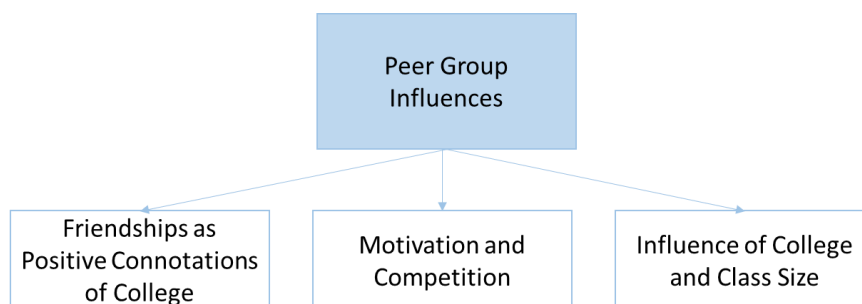 Peer Group
Influences
Friendships as
Positive Connotations
of College
Motivation and
Competition
Influence of College
and Class Size